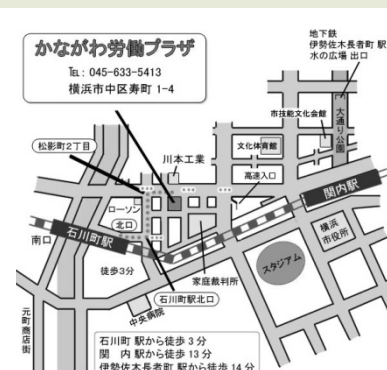 かながわ労働プラザ
℡: 045-633-5413
横浜市中区寿町 1-4
地下鉄
伊勢佐木長者町 駅
水の広場 出口
松影町2丁目
川本工業
文化体育館
市技能文化会館
大通り公園
高速入口
ローソン
北口
関内駅
石川町駅
南口
徒歩3分
横浜
市役所
スタジアム
家庭裁判所
石川町駅北口
中央病院
元町商店街
石川町 駅から徒歩 3 分
関 内 駅から徒歩 13 分
伊勢佐木長者町 駅から徒歩 14 分